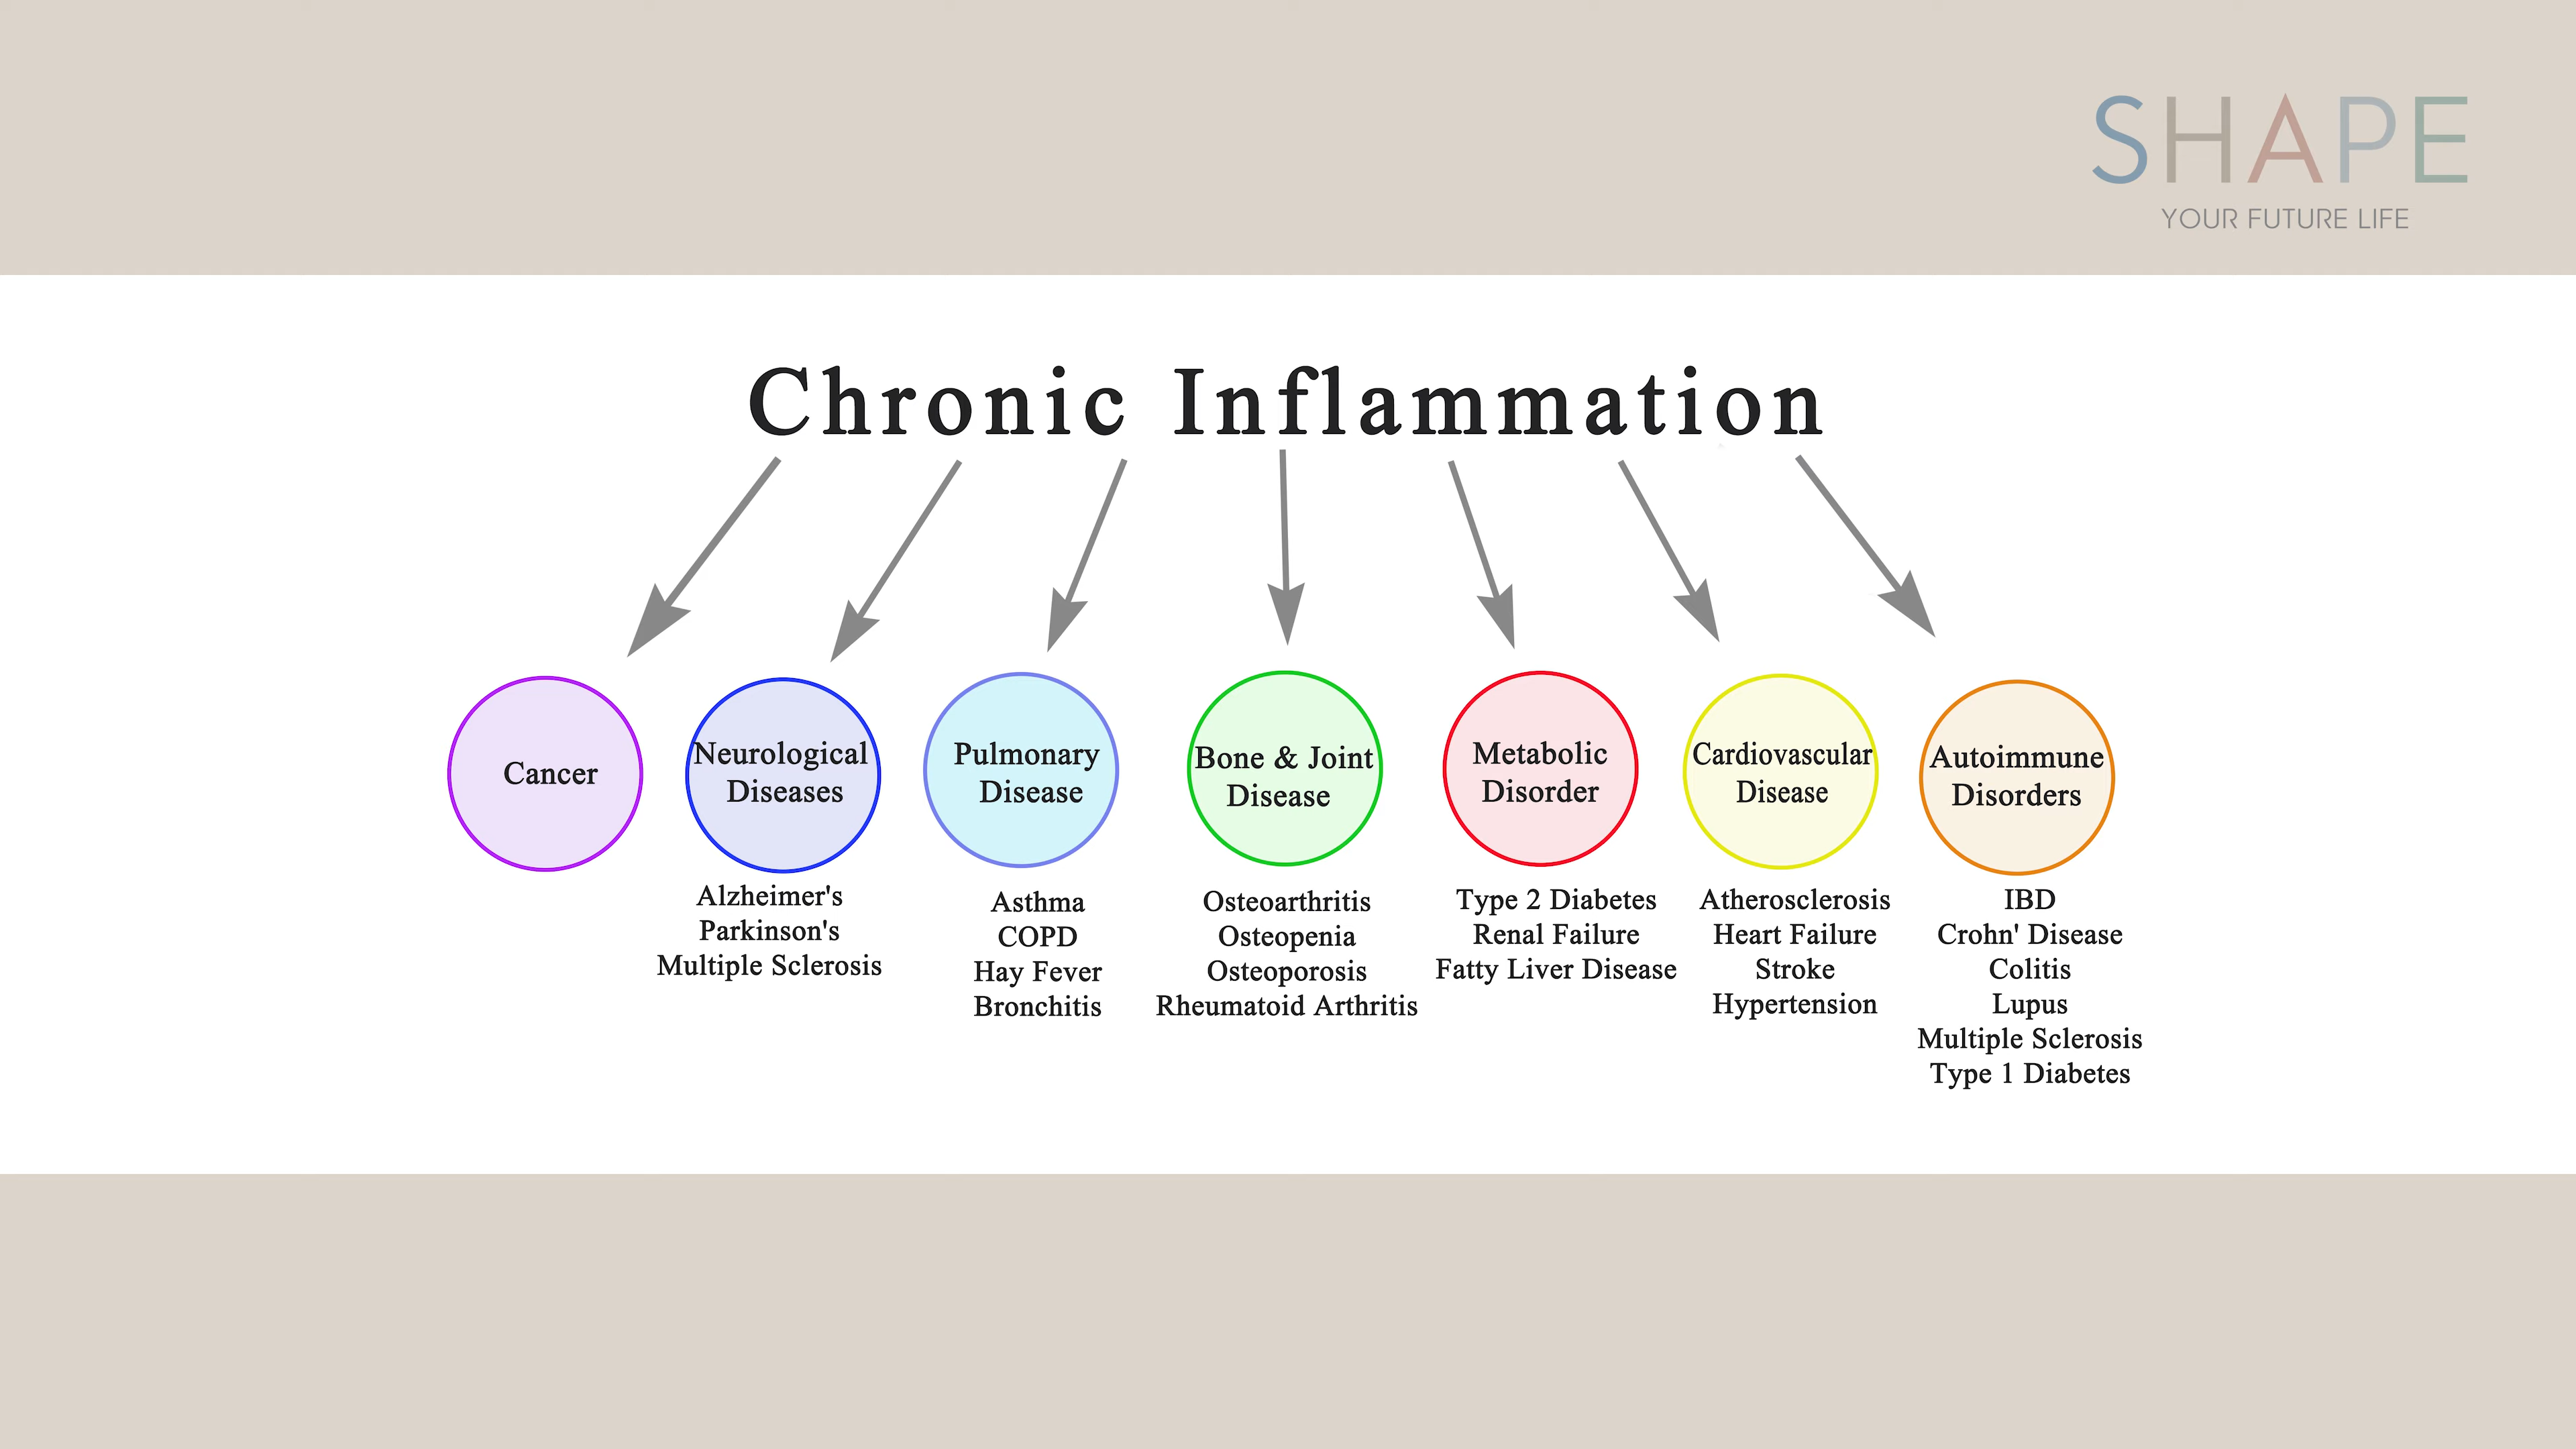 SHAPE
YOUR FUTURE LIFE
Chronic Inflammation
Cancer
Neurological
Diseases
Alzheimer's
Parkinson's
Multiple Sclerosis
Pulmonary
Disease
Asthma
COPD
Hay Fever
Bronchitis
Bone & Joint
Disease
Osteoarthritis
Osteopenia
Osteoporosis
Rheumatoid Arthritis
Metabolic
Disorder
Type 2 Diabetes
Renal Failure
Fatty Liver Disease
Cardiovascular
Disease
Atherosclerosis
Heart Failure
Stroke
Hypertension
Autoimmune
Disorders
IBD
Crohn' Disease
Colitis
Lupus
Multiple Sclerosis
Type 1 Diabetes